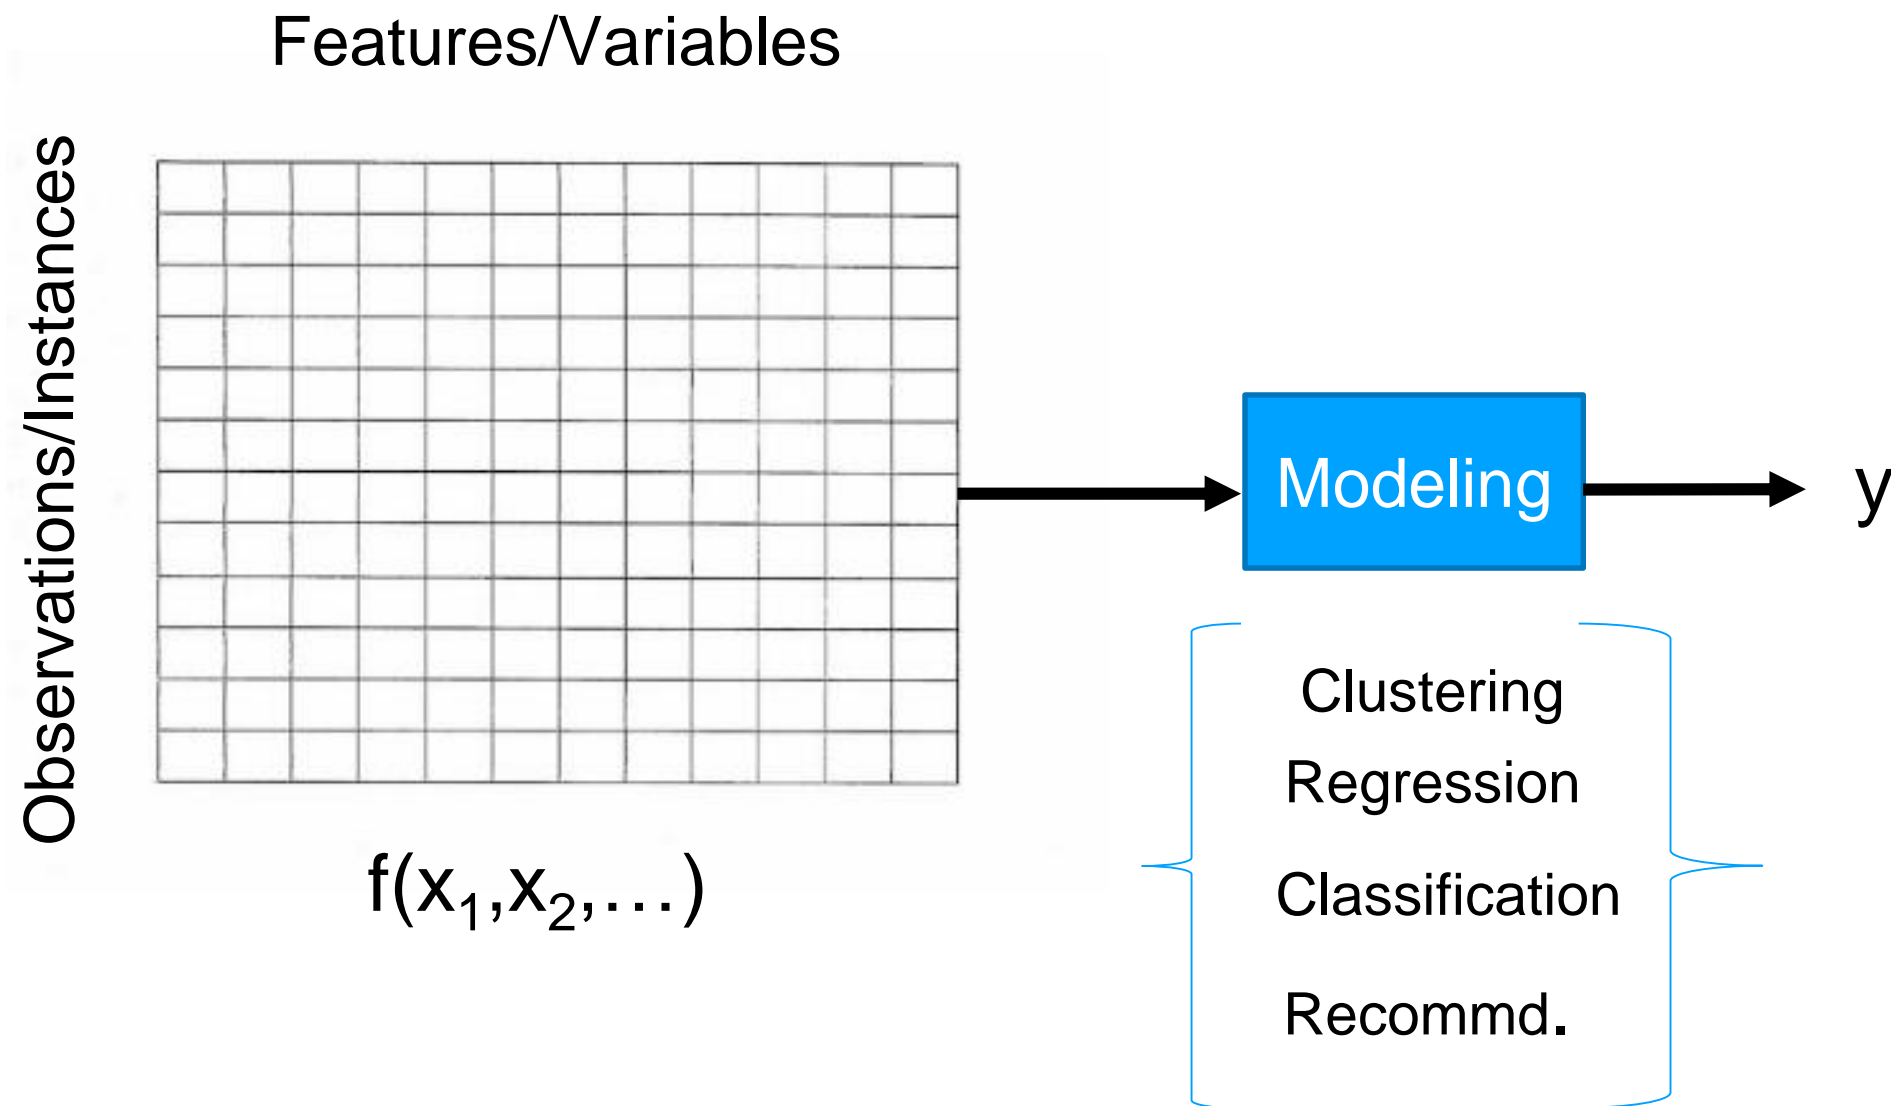 Features/Variables
Observations/Instances
Modeling
y
Clustering
Regression
Classification
Recommd.
f(x₁,x₂,…)